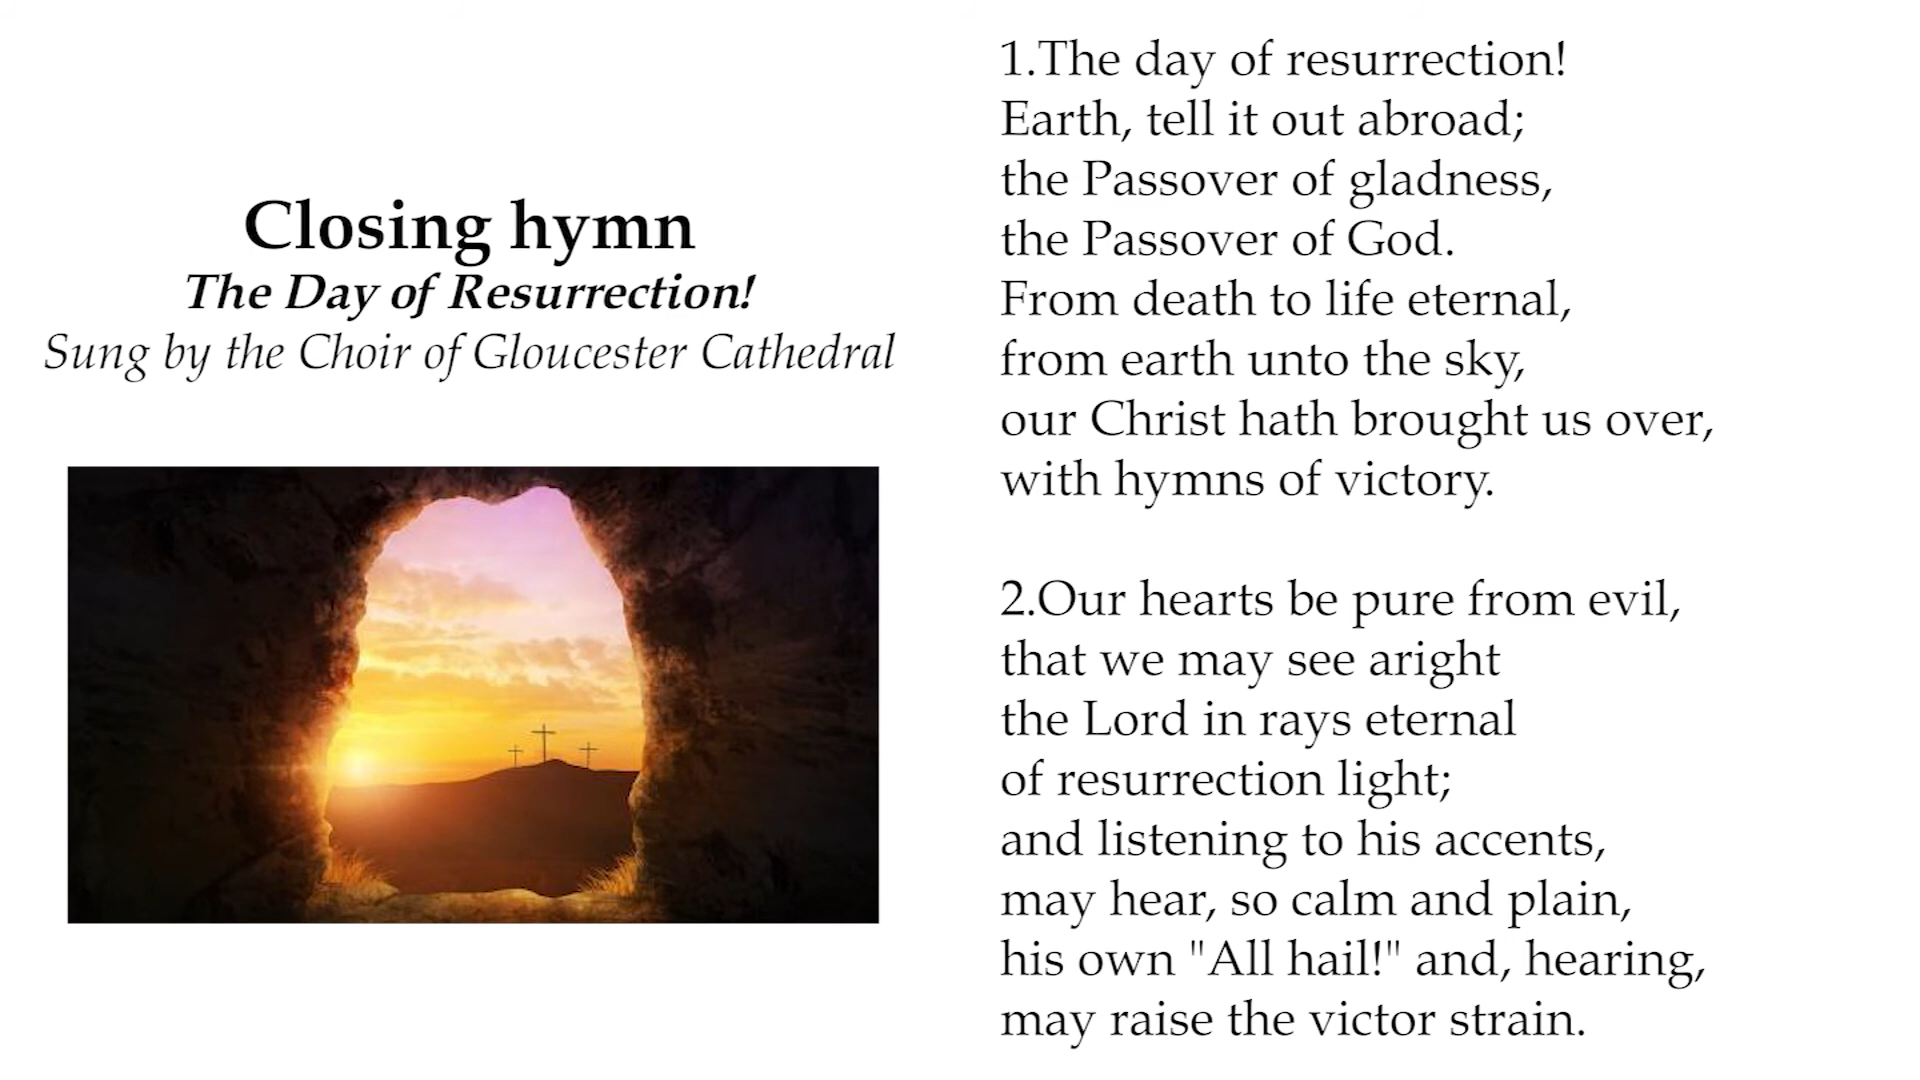 Closing hymn
The Day of Resurrection!
Sung by the Choir of Gloucester Cathedral
1.The day of resurrection!
Earth, tell it out abroad;
the Passover of gladness,
the Passover of God.
From death to life eternal,
from earth unto the sky,
our Christ hath brought us over,
with hymns of victory.
2.Our hearts be pure from evil,
that we may see aright
the Lord in rays eternal
of resurrection light;
and listening to his accents,
may hear, so calm and plain,
his own "All hail!" and, hearing,
may raise the victor strain.